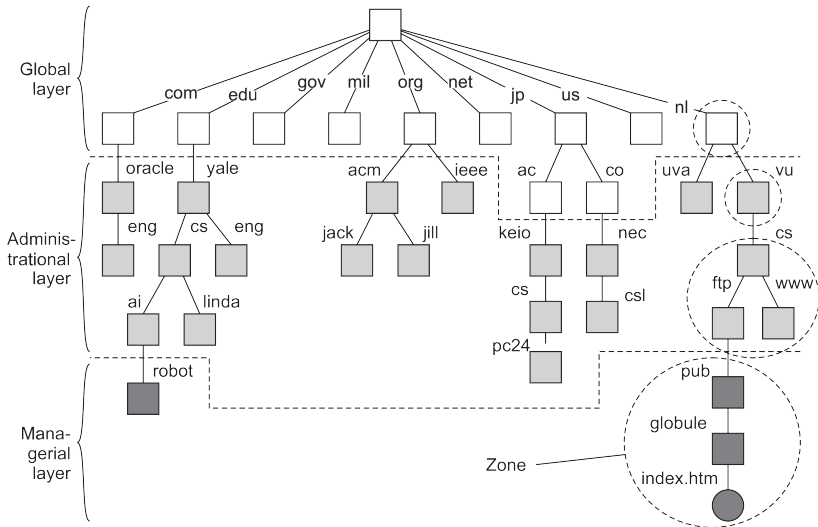 Global
layer
com
edu
gov
mil
org
net
jp
us
nl
oracle
yale
acm
ieee
ac
co
uva
vu
eng
cs
eng
jack
jill
keio
nec
cs
Adminis-
trational
layer
ai
linda
cs
csl
ftp
www
pc24
robot
pub
Mana-
gerial
layer
globule
Zone
index.htm